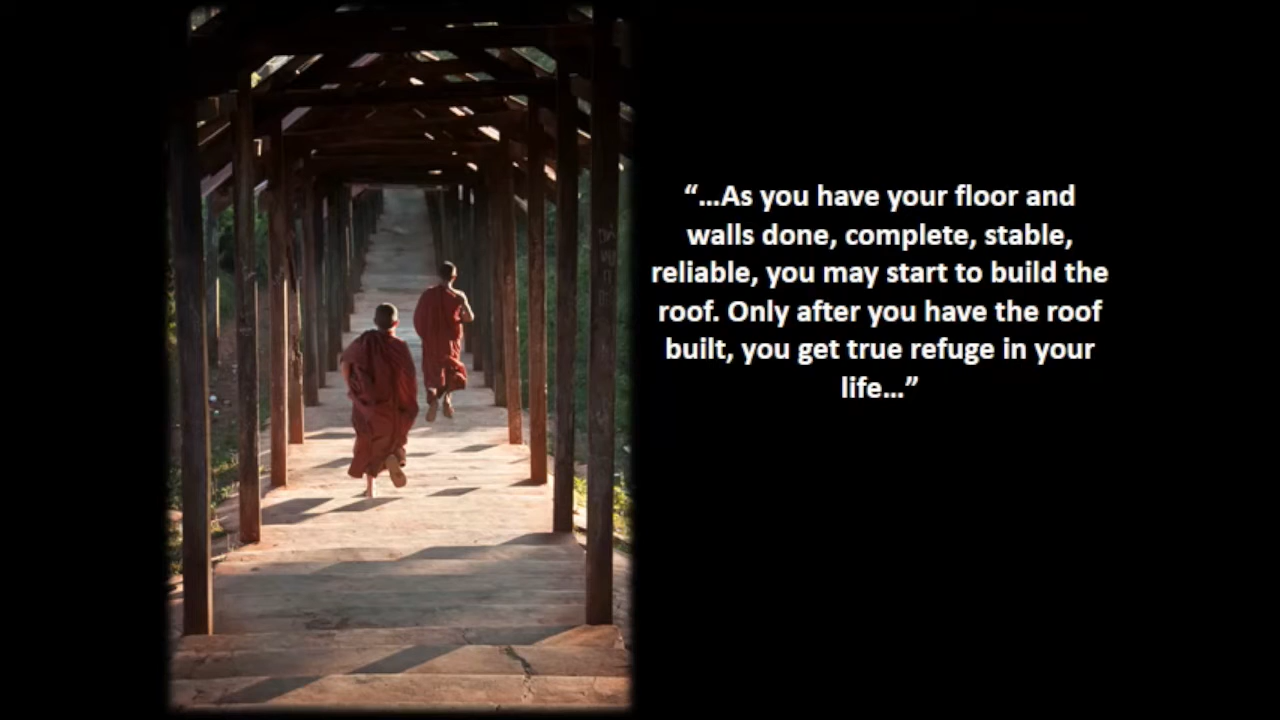 “...As you have your floor and
walls done, complete, stable,
reliable, you may start to build the
roof. Only after you have the roof
built, you get true refuge in your
life...”